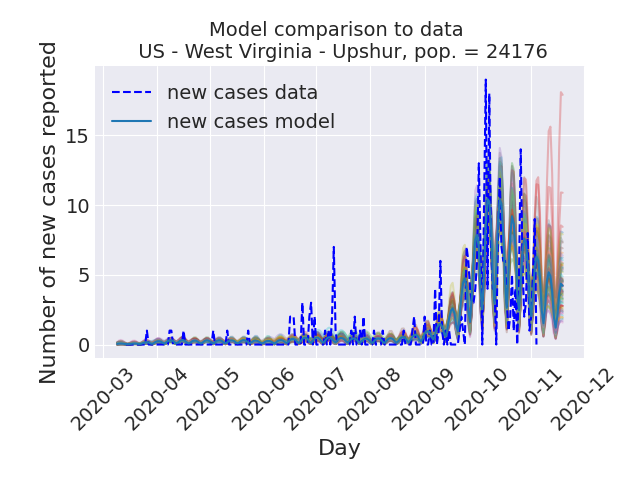 Model comparison to data
US - West Virginia - Upshur, pop. = 24176
new cases data
new cases model
Number of new cases reported
15
10
5
0
2020-03
2020-04
2020-05
2020-06
2020-07
2020-08
2020-09
2020-10
2020-11
2020-12
Day